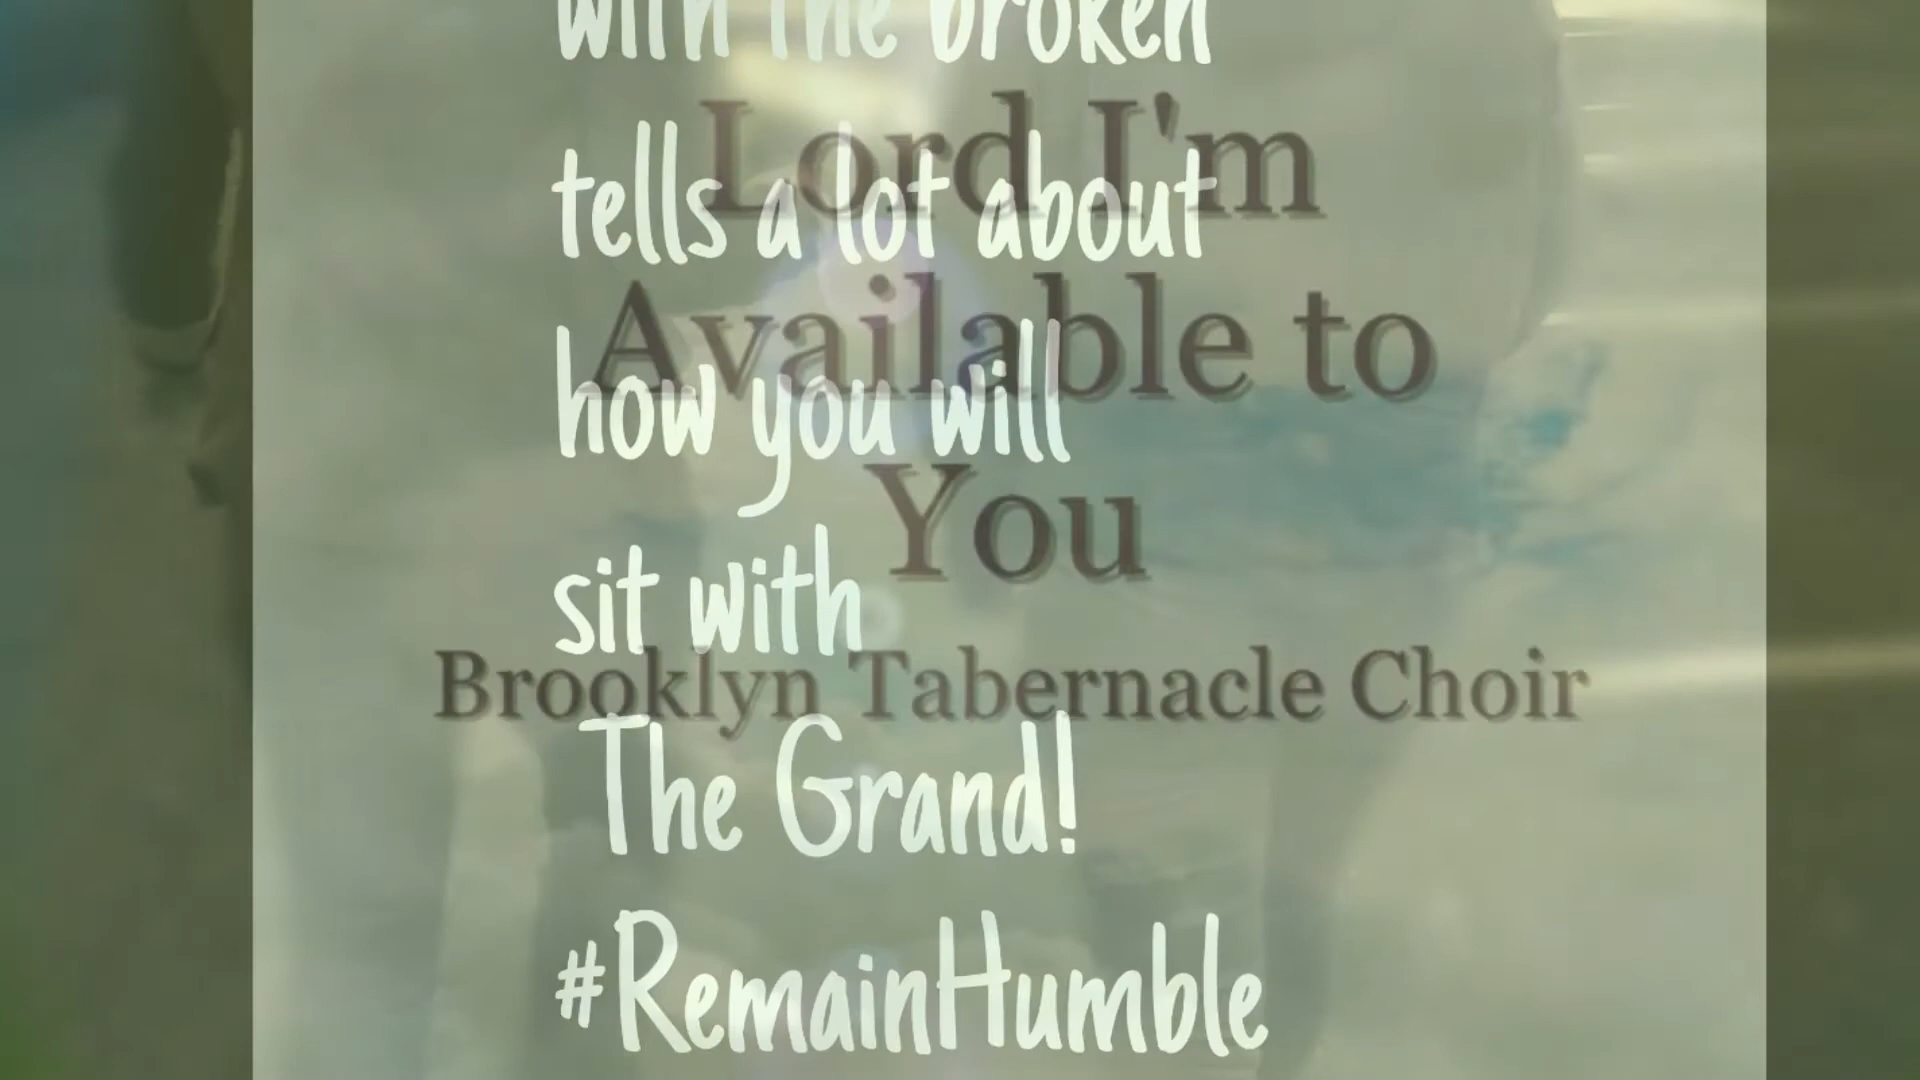 with the broken
tells a lot about
how you will
sit with
The Grand!
#RemainHumble
Lord I'm
Available to
You
Brooklyn Tabernacle Choir